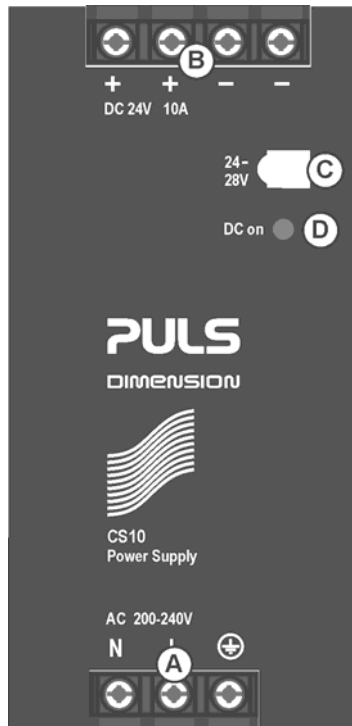 B
+ + − −
DC 24V 10A
24–
28V
C
DC on
D
PULS
DIMENSION
CS10
Power Supply
AC 200-240V
N
A